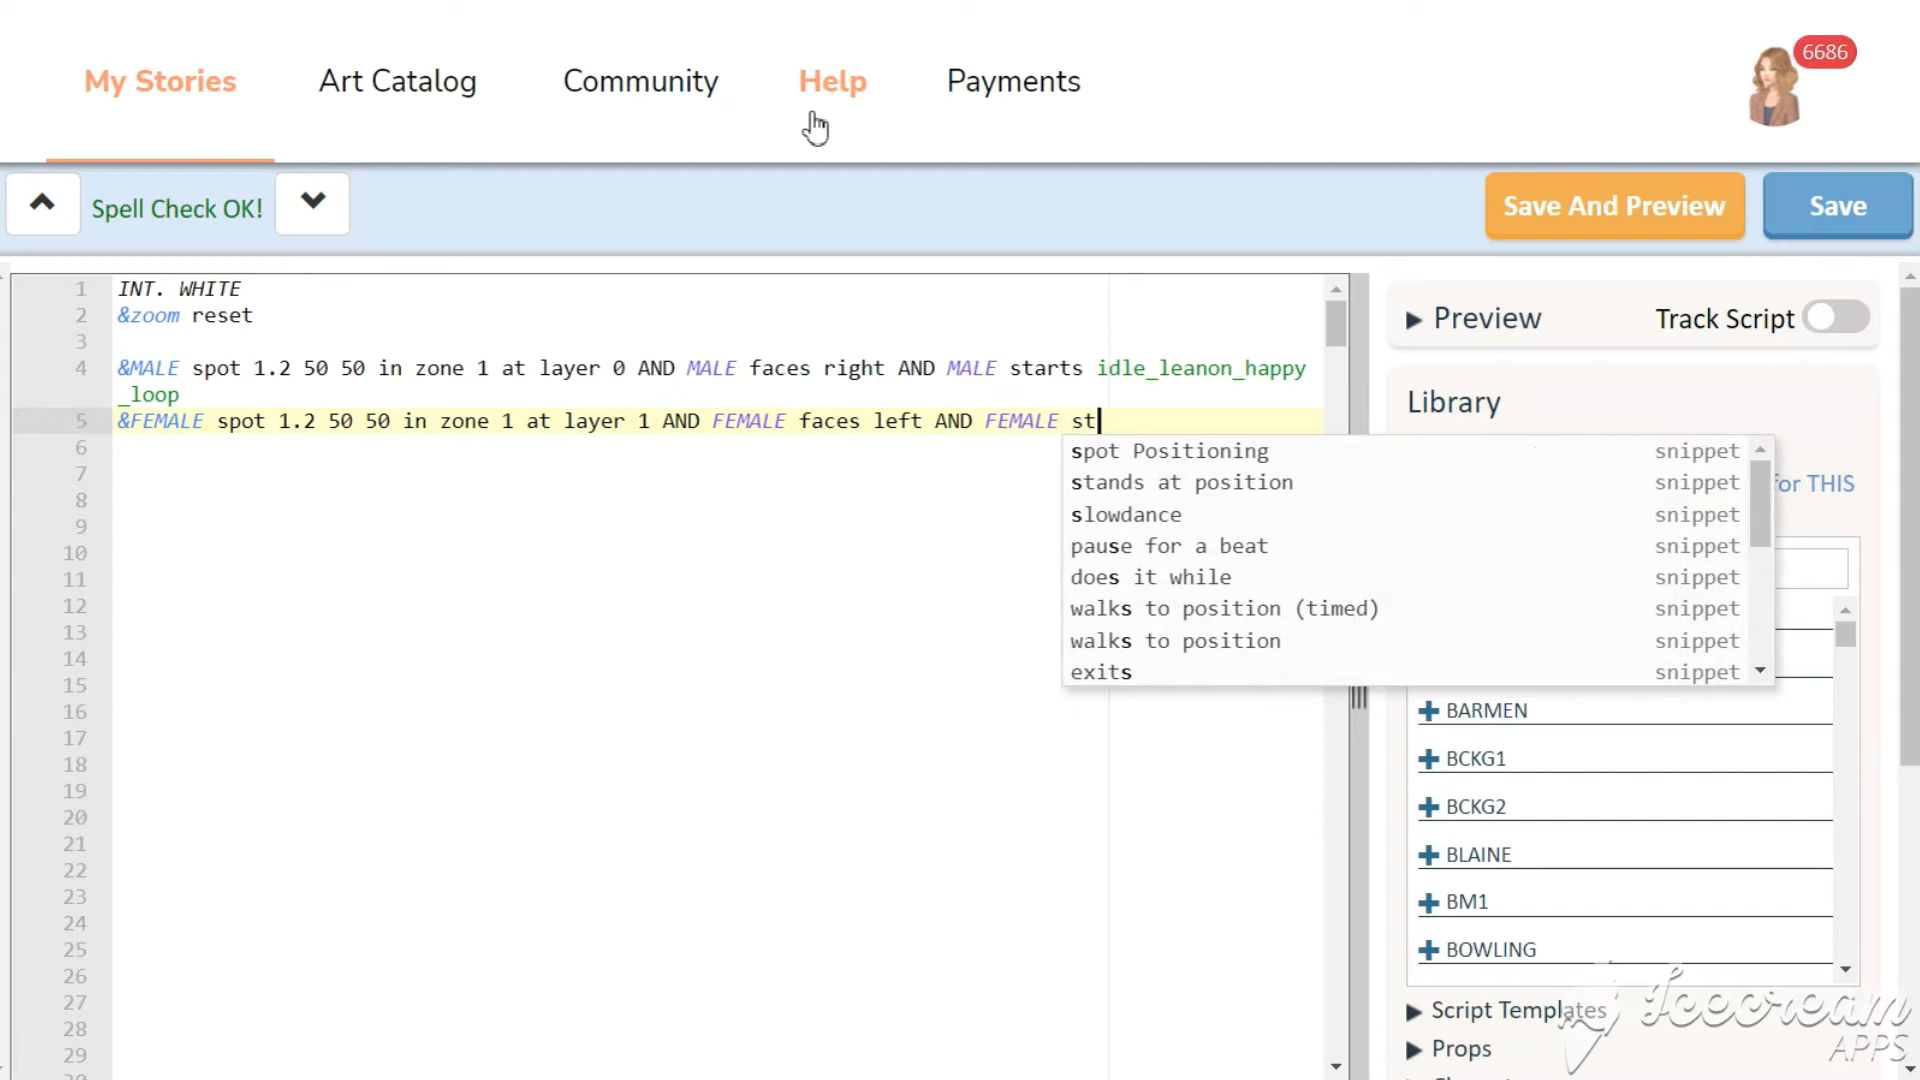 My Stories
Art Catalog
Community
Help
Payments
6686
Spell Check OK!
Save And Preview
Save
1 INT. WHITE
2 &zoom reset
3
4 &MALE spot 1.2 50 50 in zone 1 at layer 0 AND MALE faces right AND MALE starts idle_leanon_happy
_loop
5 &FEMALE spot 1.2 50 50 in zone 1 at layer 1 AND FEMALE faces left AND FEMALE st
6
7
8
9
10
11
12
13
14
15
16
17
18
19
20
21
22
23
24
25
26
27
28
29
spot Positioning snippet
stands at position snippet
slowdance snippet
pause for a beat snippet
does it while snippet
walks to position (timed) snippet
walks to position snippet
exits snippet
Preview
Track Script
Library
for THIS
BARMEN
BCKG1
BCKG2
BLAINE
BM1
BOWLING
Script Templates
Props
Icecream
APPS